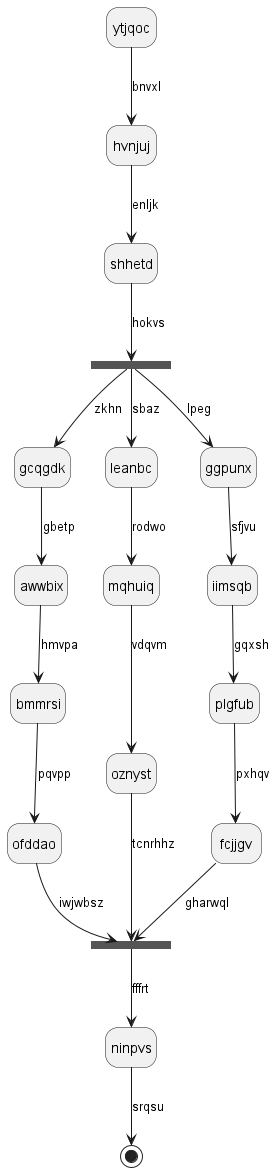 ytjqoc
bnvxl
hvnjuj
enljk
shhetd
hokvs
zkhn
sbaz
lpeg
gcqgdk
leanbc
ggpunx
gbetp
rodwo
sfjvu
awwbix
mqhuiq
iimsqb
hmvpa
vdqvm
gqxsh
bmmrsi
plgfub
pqvpp
oznyst
pxhqv
ofddao
tcnrhhz
fcjjgv
iwjwbsz
gharwql
fffrt
ninpvs
srqsu